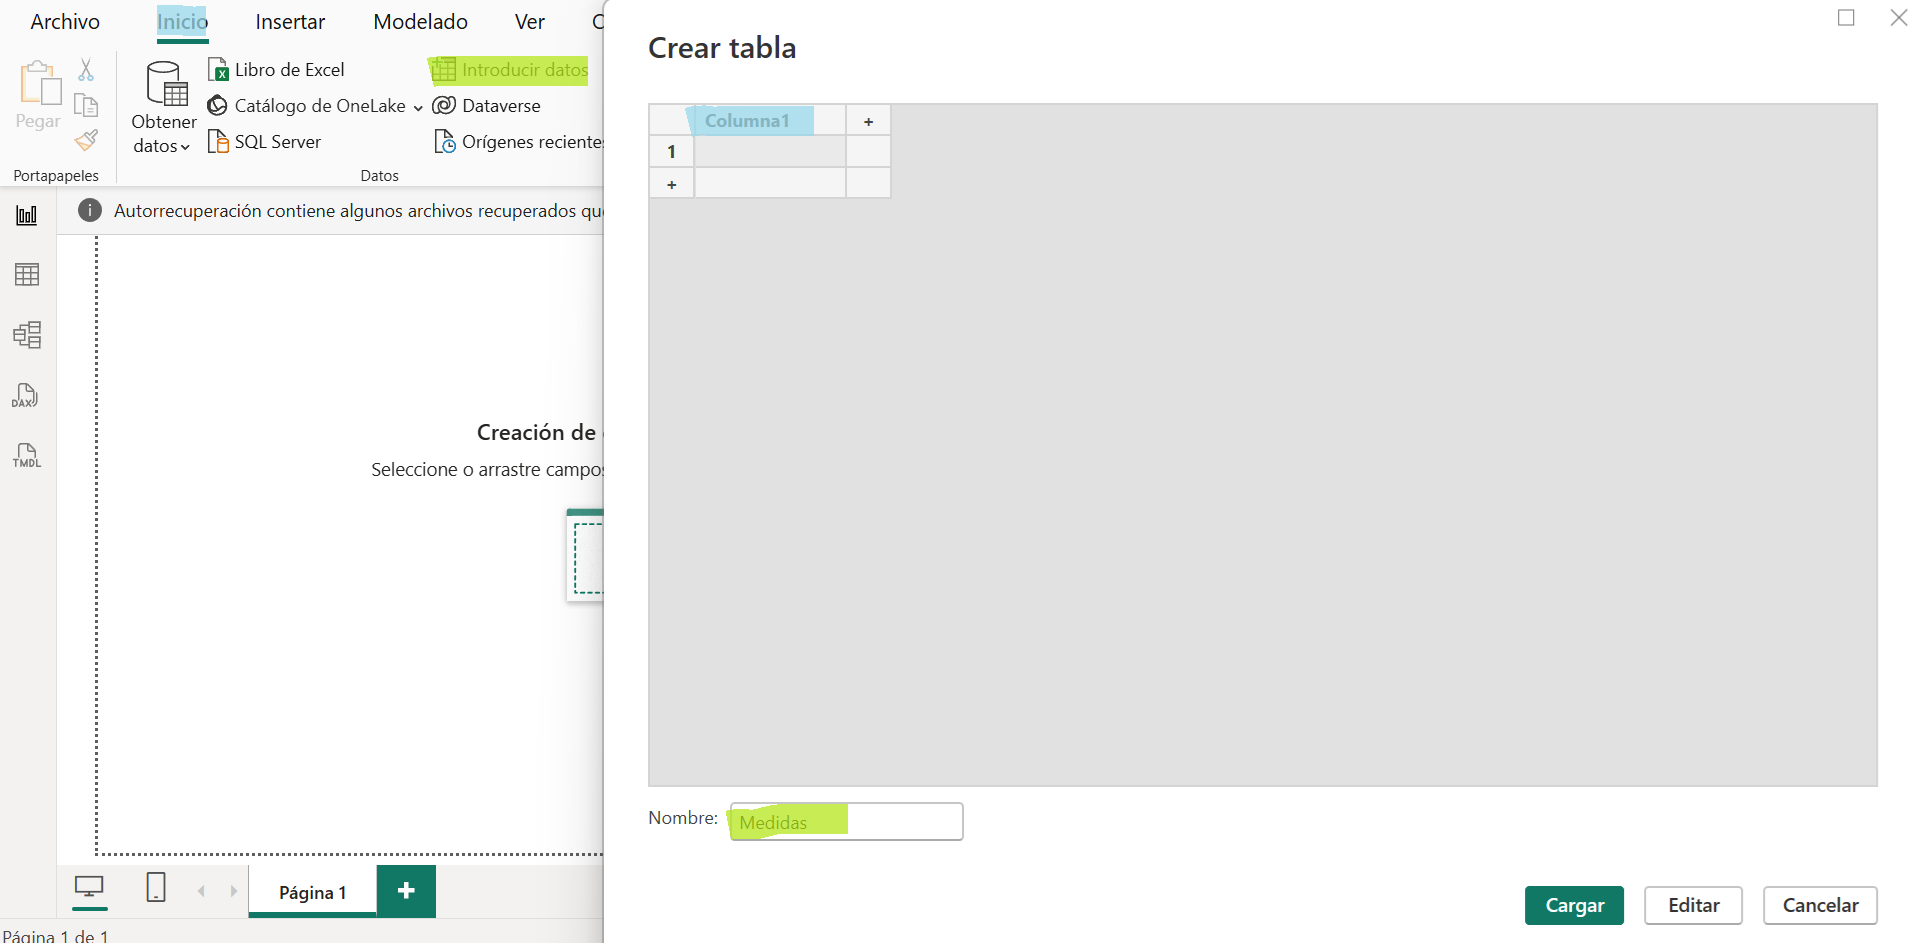 Archivo Inicio Insertar Modelado Ver
Pegar
Portapapeles
Obtener
datos
Libro de Excel
Catálogo de OneLake
SQL Server
Introducir datos
Dataverse
Orígenes recientes
Datos
Autorrecuperación contiene algunos archivos recuperados que
DAX
TMDL
Creación de
Seleccione o arrastre campos
Página 1
+
Página 1 de 1
Crear tabla
Columna1 +
1
+
Nombre: Medidas
Cargar Editar Cancelar